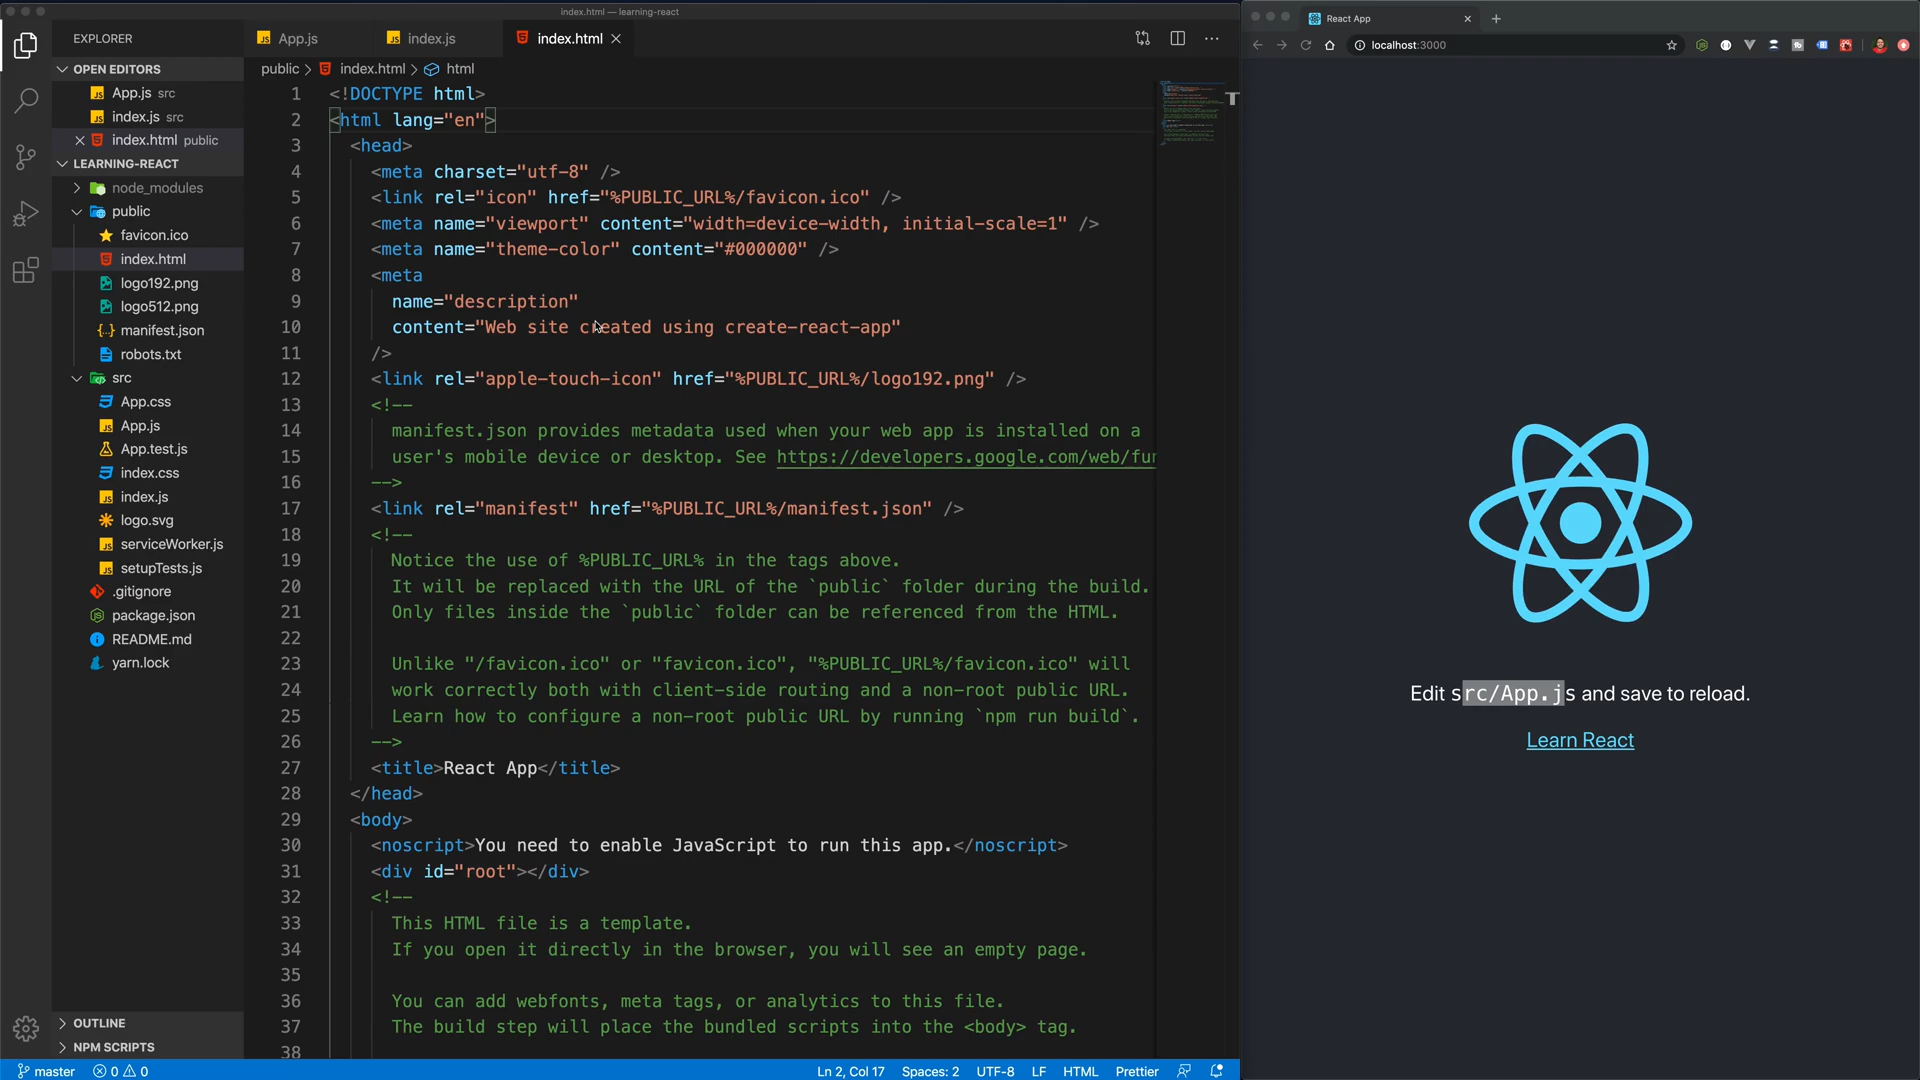 index.html — learning-react
EXPLORER
OPEN EDITORS
App.js src
index.js src
index.html public
LEARNING-REACT
node_modules
public
favicon.ico
index.html
logo192.png
logo512.png
manifest.json
robots.txt
src
App.css
App.js
App.test.js
index.css
index.js
logo.svg
serviceWorker.js
setupTests.js
.gitignore
package.json
README.md
yarn.lock
OUTLINE
NPM SCRIPTS
App.js
index.js
index.html
public > index.html > html
1 <!DOCTYPE html>
2 <html lang="en">
3 <head>
4 <meta charset="utf-8" />
5 <link rel="icon" href="%PUBLIC_URL%/favicon.ico" />
6 <meta name="viewport" content="width=device-width, initial-scale=1" />
7 <meta name="theme-color" content="#000000" />
8 <meta
9 name="description"
10 content="Web site created using create-react-app"
11 />
12 <link rel="apple-touch-icon" href="%PUBLIC_URL%/logo192.png" />
13 <!--
14 manifest.json provides metadata used when your web app is installed on a
15 user's mobile device or desktop. See https://developers.google.com/web/fun
16 -->
17 <link rel="manifest" href="%PUBLIC_URL%/manifest.json" />
18 <!--
19 Notice the use of %PUBLIC_URL% in the tags above.
20 It will be replaced with the URL of the `public` folder during the build.
21 Only files inside the `public` folder can be referenced from the HTML.
22
23 Unlike "/favicon.ico" or "favicon.ico", "%PUBLIC_URL%/favicon.ico" will
24 work correctly both with client-side routing and a non-root public URL.
25 Learn how to configure a non-root public URL by running `npm run build`.
26 -->
27 <title>React App</title>
28 </head>
29 <body>
30 <noscript>You need to enable JavaScript to run this app.</noscript>
31 <div id="root"></div>
32 <!--
33 This HTML file is a template.
34 If you open it directly in the browser, you will see an empty page.
35
36 You can add webfonts, meta tags, or analytics to this file.
37 The build step will place the bundled scripts into the <body> tag.
38
master 0 0
Ln 2, Col 17 Spaces: 2 UTF-8 LF HTML Prettier
React App
localhost:3000
Edit src/App.js and save to reload.
Learn React